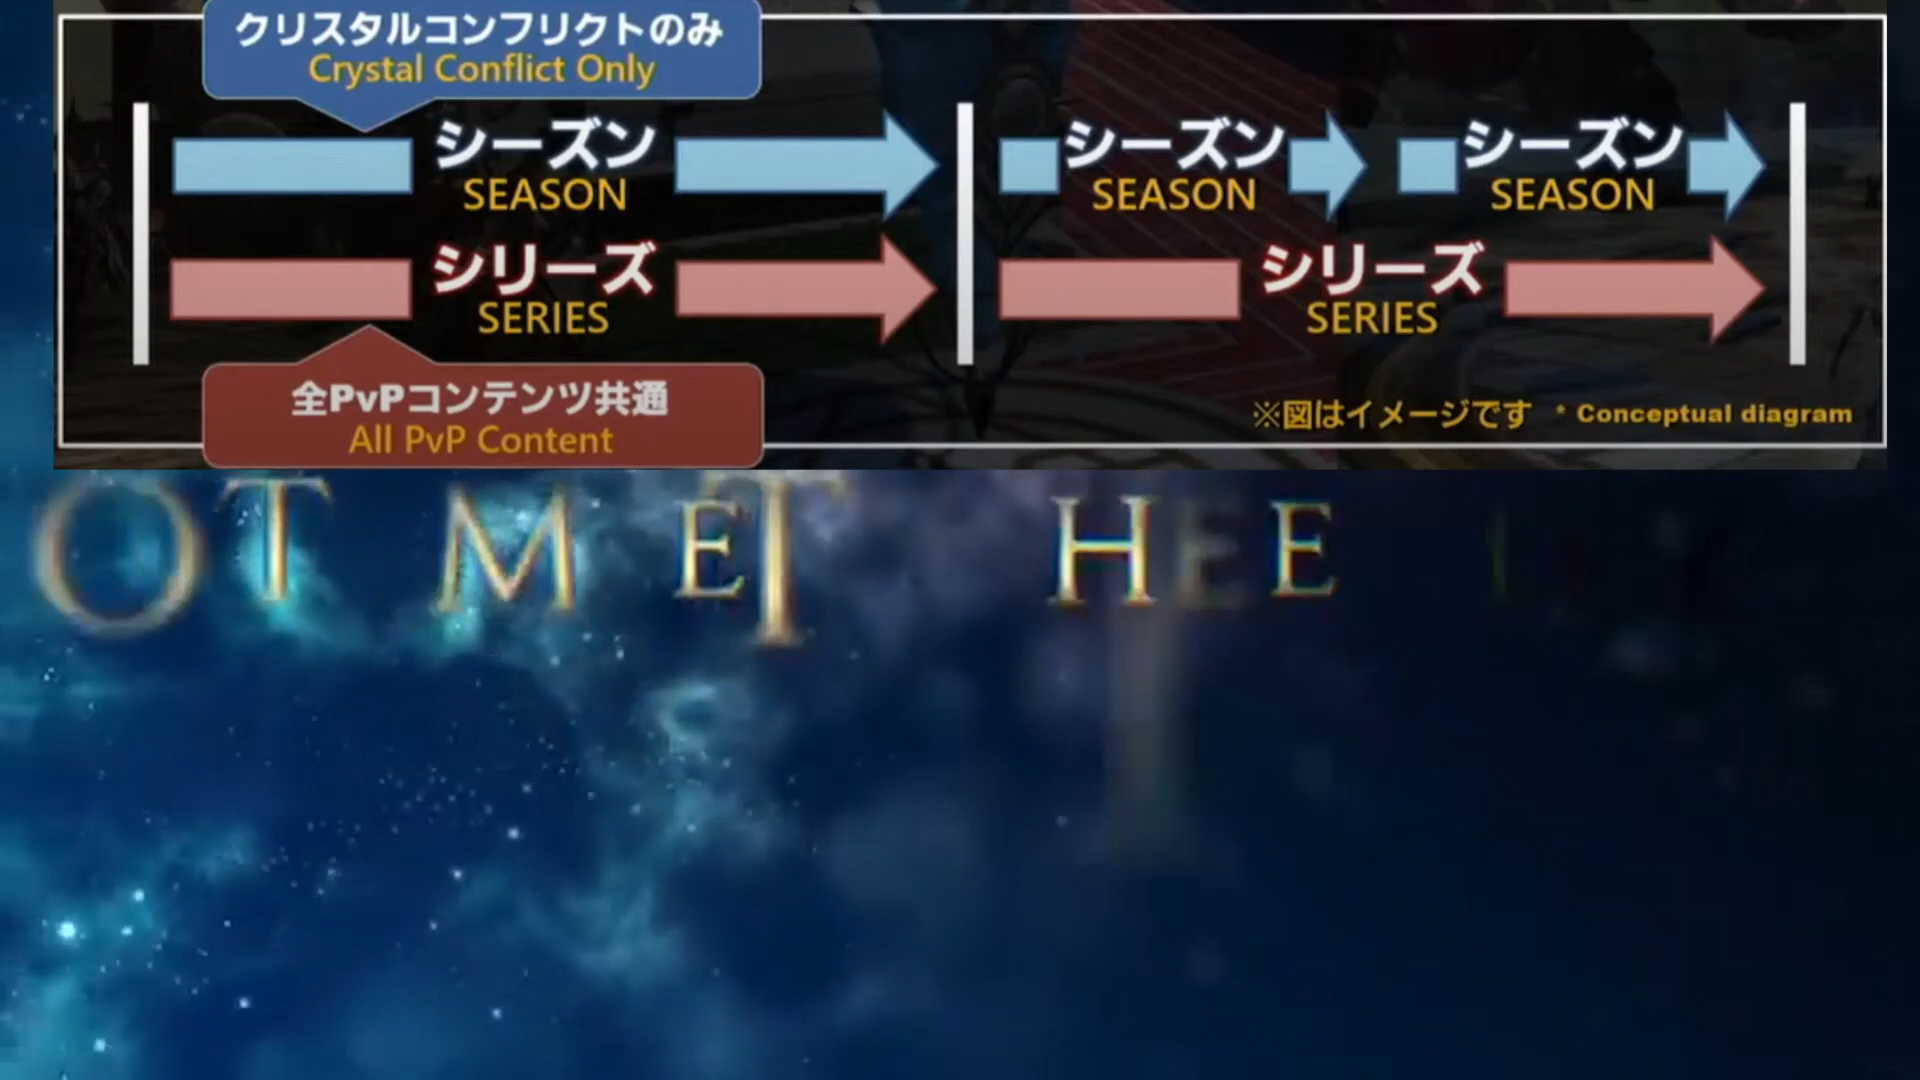 クリスタルコンフリクトのみ
Crystal Conflict Only
シーズン
SEASON
シーズン
SEASON
シーズン
SEASON
シリーズ
SERIES
シリーズ
SERIES
全PvPコンテンツ共通
All PvP Content
※図はイメージです * Conceptual diagram
OT M ET HEE